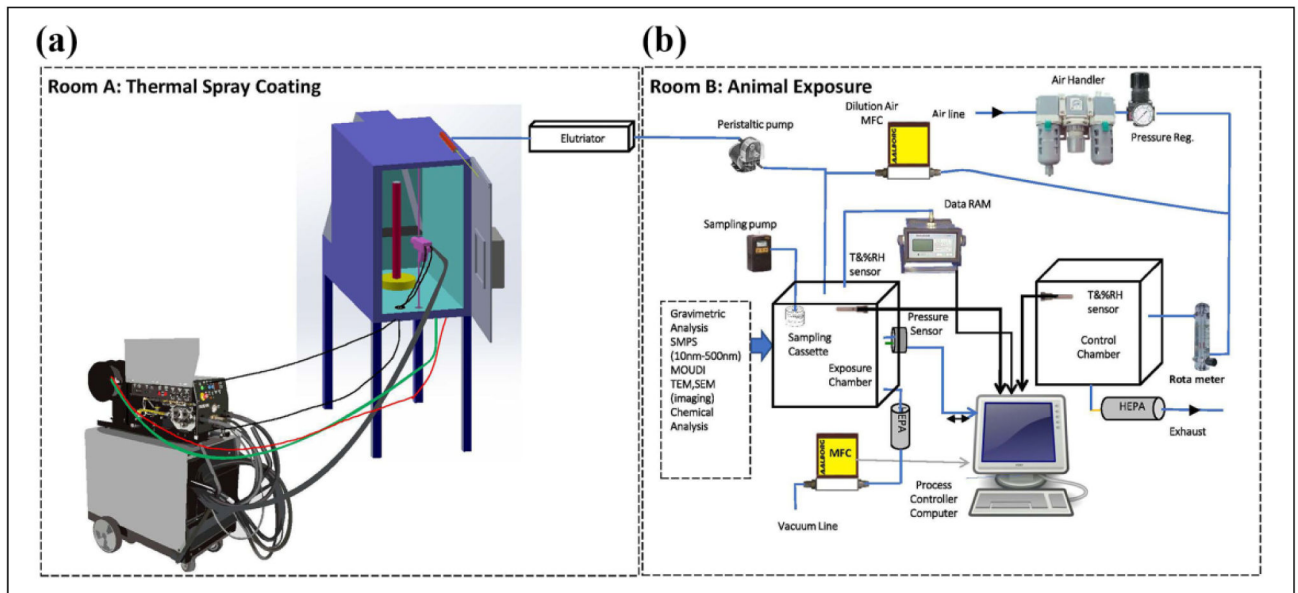 (a)
(b)
Room A: Thermal Spray Coating
Elutriator
Room B: Animal Exposure
Air Handler
Dilution Air
MFC
Air line
Peristaltic pump
AALBORG
Pressure Reg.
Data RAM
Sampling pump
T&%RH
sensor
Gravimetric
Analysis
SMPS
(10nm-500nm)
MOUDI
TEM,SEM
(imaging)
Chemical
Analysis
Sampling
Cassette
Exposure
Chamber
Pressure
Sensor
T&%RH
sensor
Control
Chamber
Rota meter
HEPA
HEPA
Exhaust
AALBORG
MFC
Process
Controller
Computer
Vacuum Line